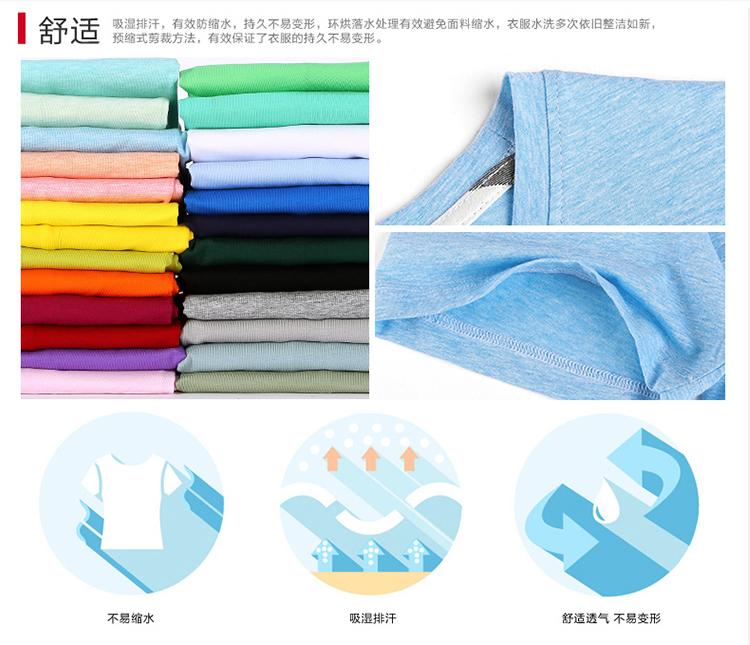 舒适
吸湿排汗，有效防缩水，持久不易变形，环烘落水处理有效避免面料缩水，衣服水洗多次依旧整洁如新，
预缩式剪裁方法，有效保证了衣服的持久不易变形。
不易缩水
吸湿排汗
舒适透气 不易变形